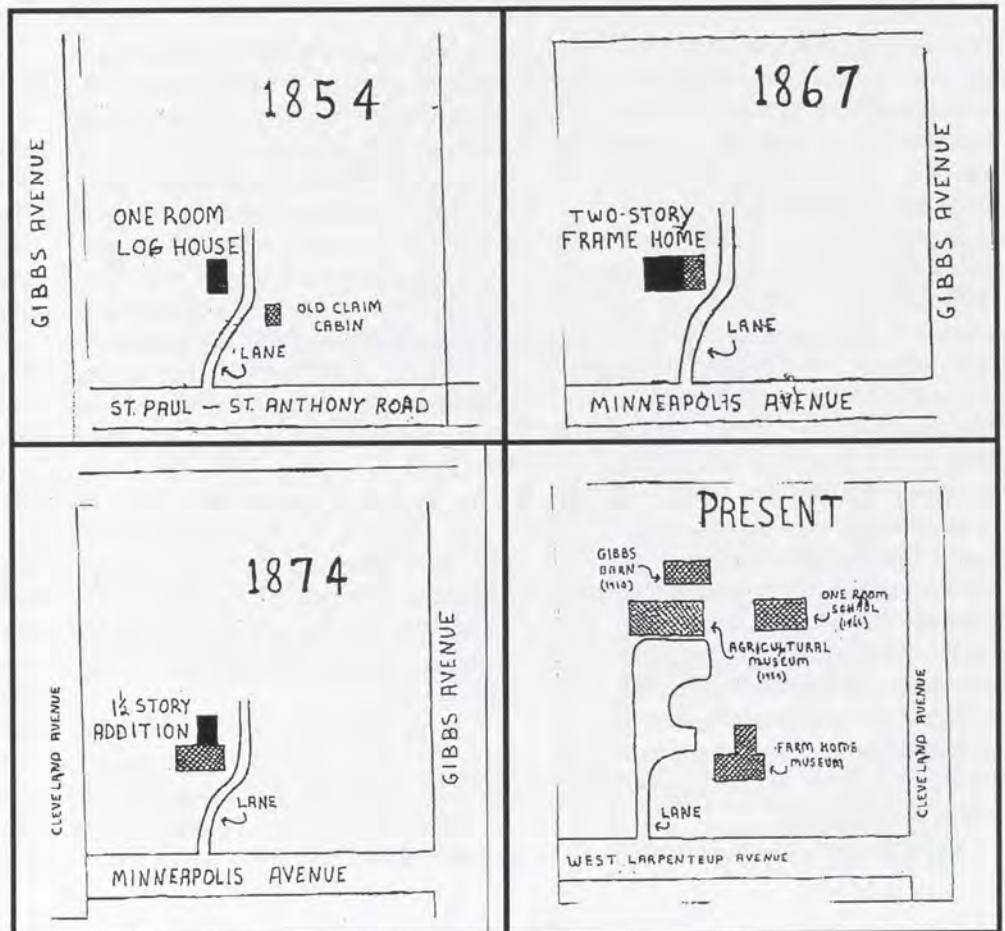 1854
GIBBS AVENUE
ONE ROOM
LOG HOUSE
OLD CLAIM
CABIN
LANE
ST. PAUL — ST. ANTHONY ROAD
1867
TWO-STORY
FRAME HOME
GIBBS AVENUE
LANE
MINNEAPOLIS AVENUE
1874
1½ STORY
ADDITION
CLEVELAND AVENUE
GIBBS AVENUE
LANE
MINNEAPOLIS AVENUE
PRESENT
GIBBS
BARN
(1910)
ONE ROOM
SCHOOL
AGRICULTURAL
MUSEUM
FARM HOME
MUSEUM
CLEVELAND AVENUE
LANE
WEST LARPENTEUP AVENUE